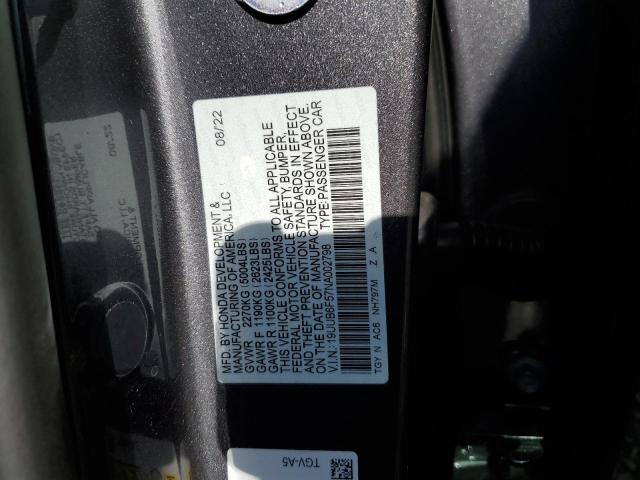 MFD. BY HONDA DEVELOPMENT &
MANUFACTURING OF AMERICA, LLC 08/22
GVWR 2270KG (5004LBS)
GAWR F 1190KG (2623LBS)
GAWR R 1100KG (2425LBS)
THIS VEHICLE CONFORMS TO ALL APPLICABLE
FEDERAL MOTOR VEHICLE SAFETY, BUMPER,
AND THEFT PREVENTION STANDARDS IN EFFECT
ON THE DATE OF MANUFACTURE SHOWN ABOVE.
V.I.N.: 19UUB6F57NA002798 TYPE:PASSENGER CAR
TGY N AC6 NH797M Z A
TGV-A5